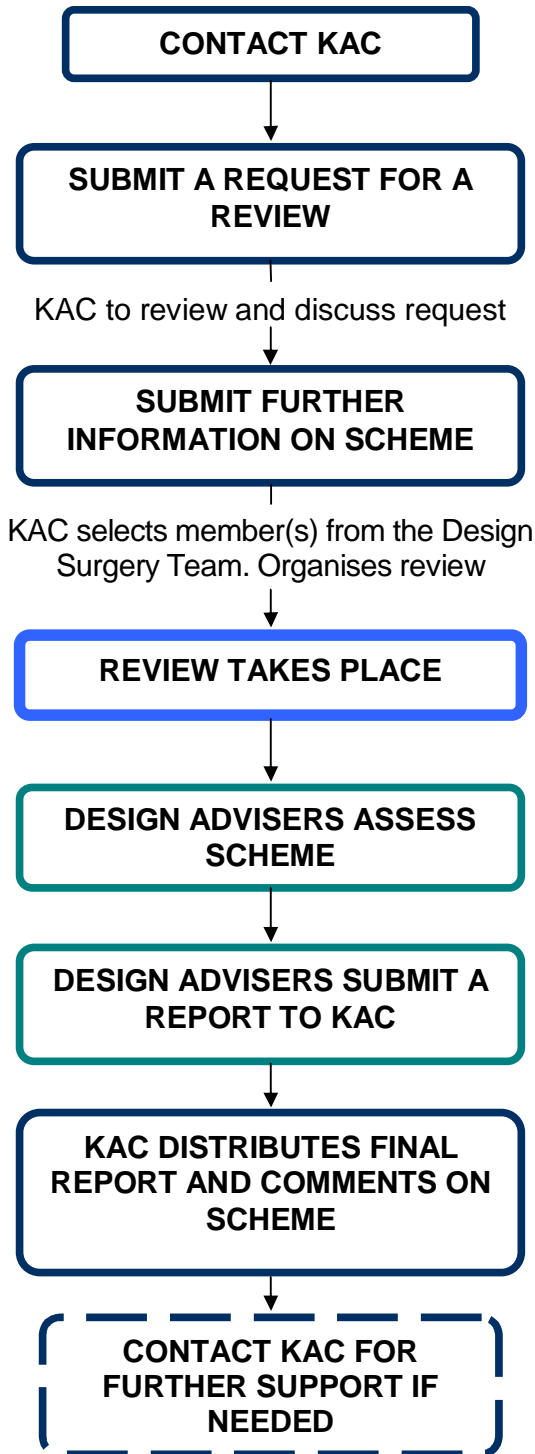 CONTACT KAC
SUBMIT A REQUEST FOR A
REVIEW
KAC to review and discuss request
SUBMIT FURTHER
INFORMATION ON SCHEME
KAC selects member(s) from the Design
Surgery Team. Organises review
REVIEW TAKES PLACE
DESIGN ADVISERS ASSESS
SCHEME
DESIGN ADVISERS SUBMIT A
REPORT TO KAC
KAC DISTRIBUTES FINAL
REPORT AND COMMENTS ON
SCHEME
CONTACT KAC FOR
FURTHER SUPPORT IF
NEEDED